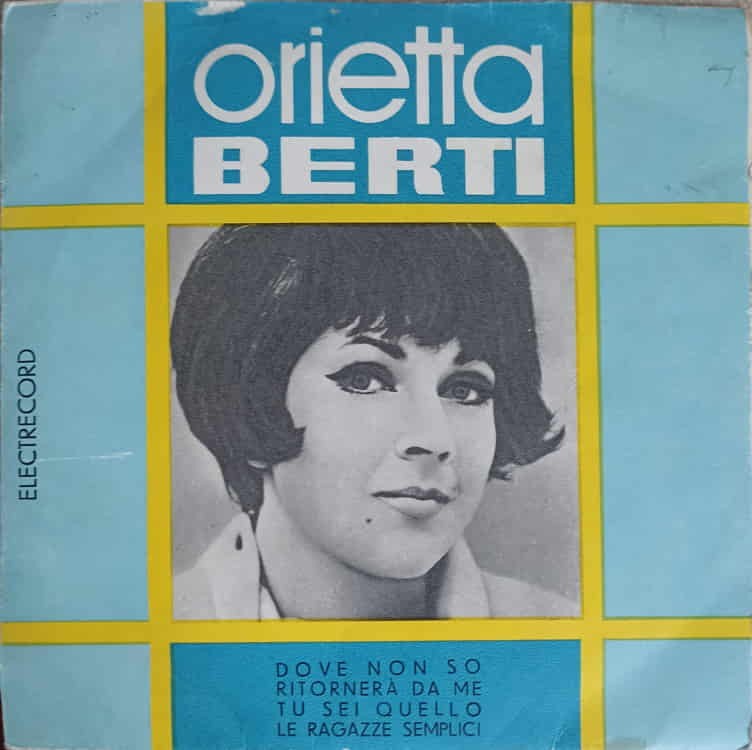 orietta
BERTI
ELECTRECORD
DOVE NON SO
RITORNERÀ DA ME
TU SEI QUELLO
LE RAGAZZE SEMPLICI